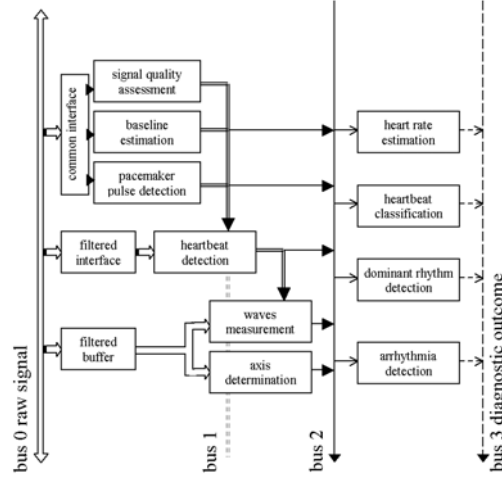 signal quality
assessment
common interface
baseline
estimation
heart rate
estimation
pacemaker
pulse detection
heartbeat
classification
filtered
interface
heartbeat
detection
dominant rhythm
detection
waves
measurement
filtered
buffer
axis
determination
arrhythmia
detection
bus 0 raw signal
bus 1
bus 2
bus 3 diagnostic outcome